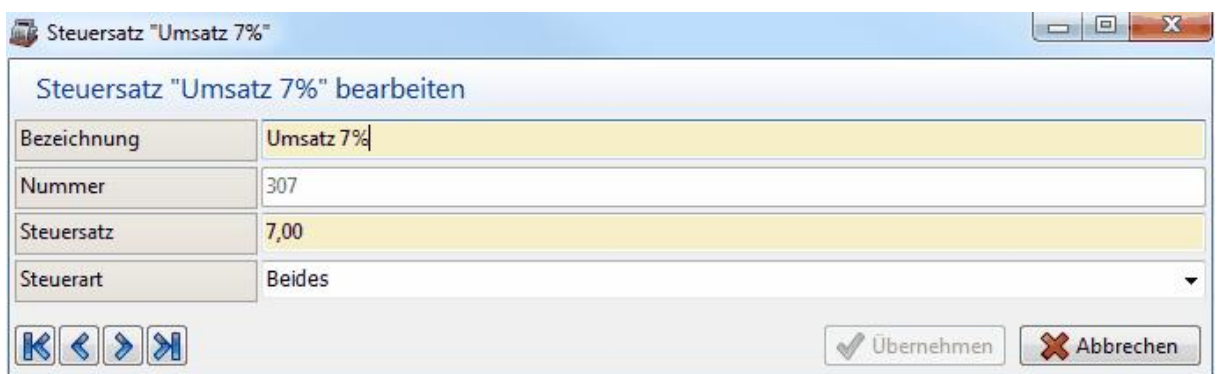 Steuersatz "Umsatz 7%"
Steuersatz "Umsatz 7%" bearbeiten
Bezeichnung Umsatz 7%
Nummer 307
Steuersatz 7,00
Steuerart Beides
Übernehmen Abbrechen